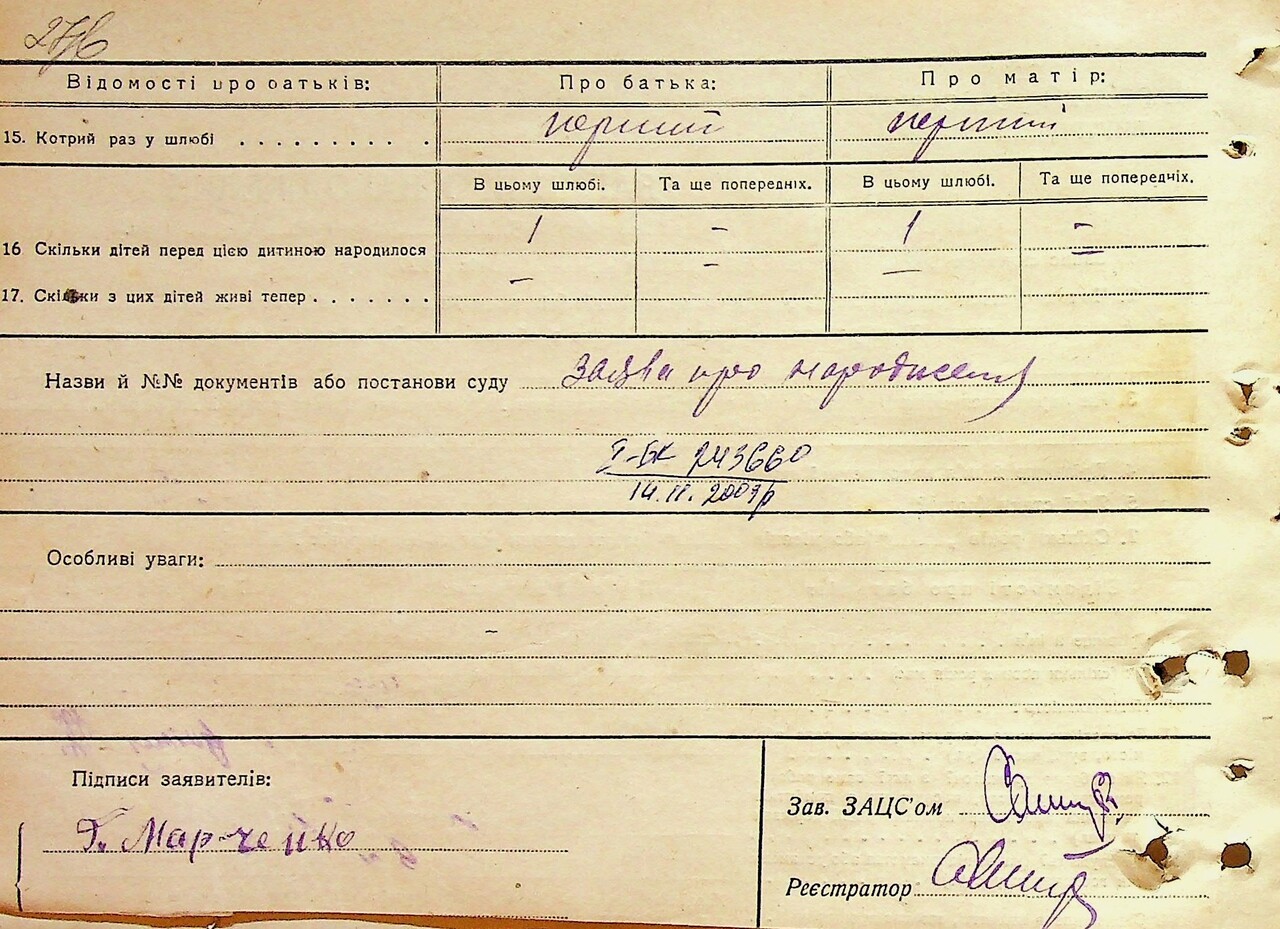 Відомості про батьків: Про батька: Про матір:
15. Котрий раз у шлюбі . . . . . . . . . . перший перший
В цьому шлюбі. Та ще попередніх. В цьому шлюбі. Та ще попередніх.
16 Скільки дітей перед цією дитиною народилося 1 - 1 -
17. Скільки з цих дітей живі тепер . . . . . . . - - -
Назви й №№ документів або постанови суду заява про народження
І-БК 243660
14.11.2007р
Особливі уваги:
Підписи заявителів:
Г. Марченко
Зав. ЗАЦС'ом
Реєстратор